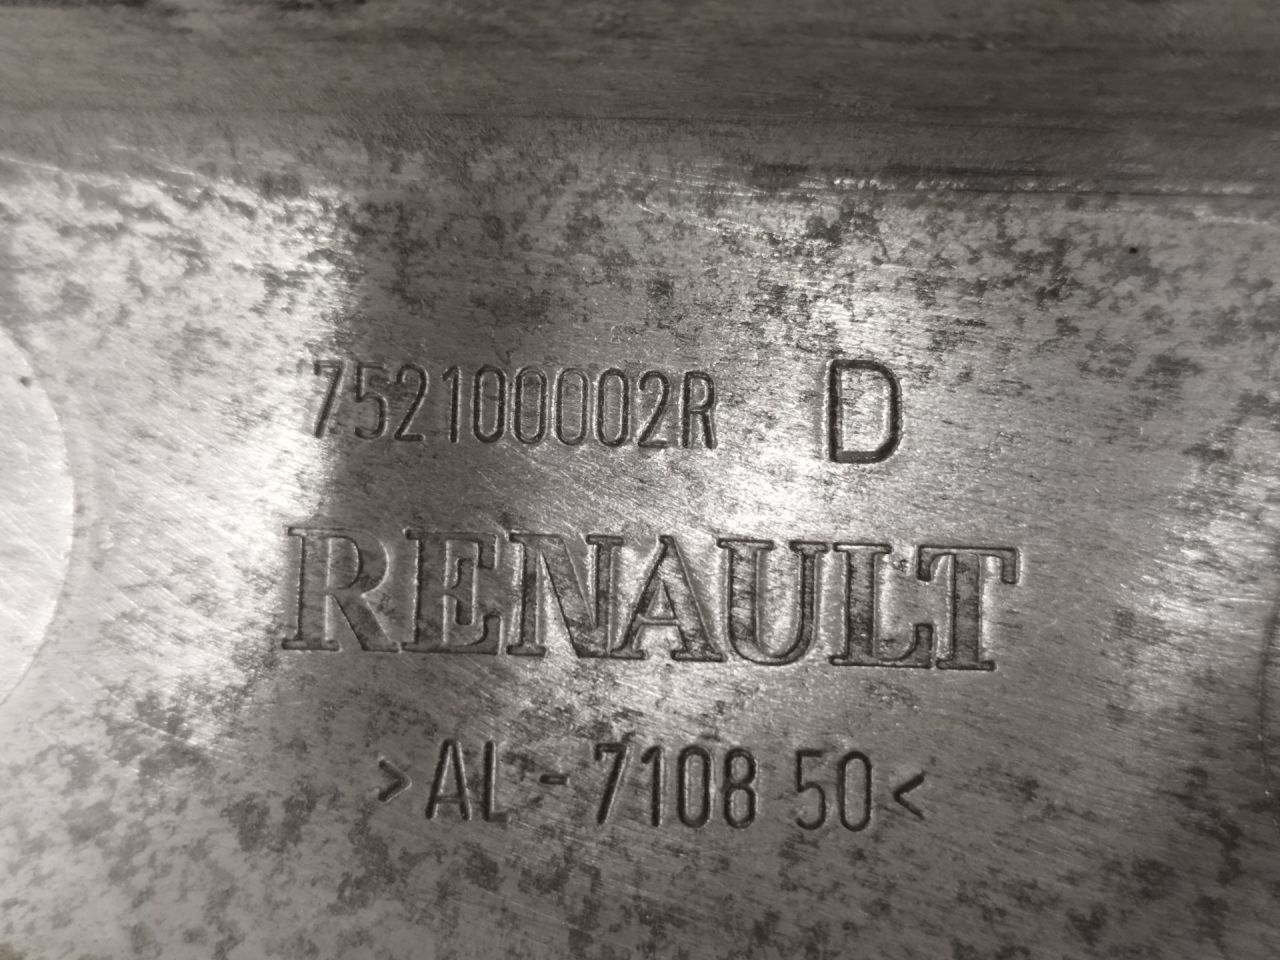 752100002R D
RENAULT
>AL-7108 50<